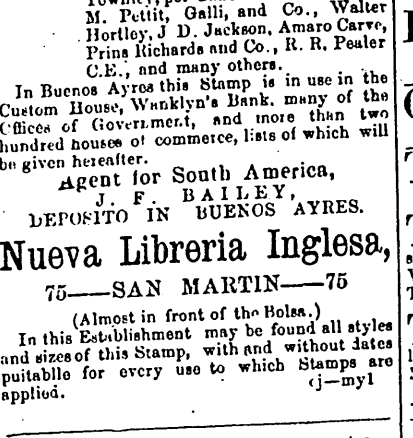 M. Pettit, Galli, and Co., Walter
Hortley, J D. Jackson, Amaro Carve,
Prins Richards and Co., R. R. Pealer
C.E., and many others.
In Buenos Ayres this Stamp is in use in the
Custom House, Wanklyn's Bank, many of the
Offices of Government, and more than two
hundred houses of commerce, lists of which will
be given hereafter.
Agent for South America,
J. F. BAILEY,
DEPOSITO IN BUENOS AYRES.
Nueva Libreria Inglesa,
75——SAN MARTIN——75
(Almost in front of the Bolsa.)
In this Establishment may be found all styles
and sizes of this Stamp, with and without dates
puitable for every use to which Stamps are
applied. cj—my1